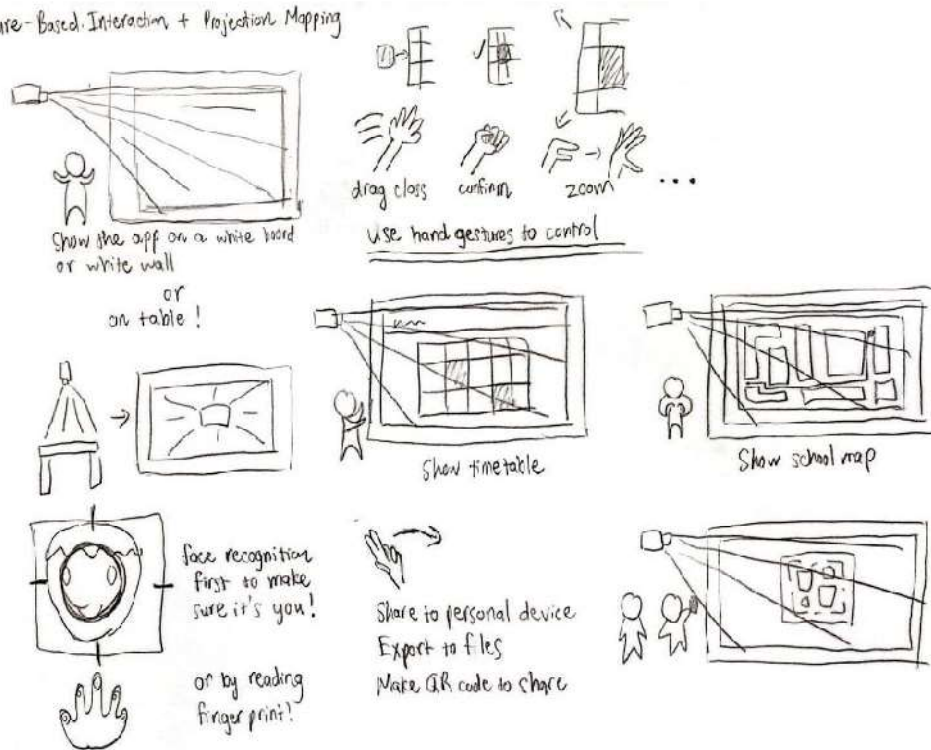 ure-Based Interaction + Projection Mapping
Show the app on a white board
or white wall
or
on table !
drag class
confirm
zoom
...
Use hand gestures to control
Show timetable
Show school map
face recognition
first to make
sure it's you!
or by reading
finger print!
Share to personal device
Export to files
Make QR code to share